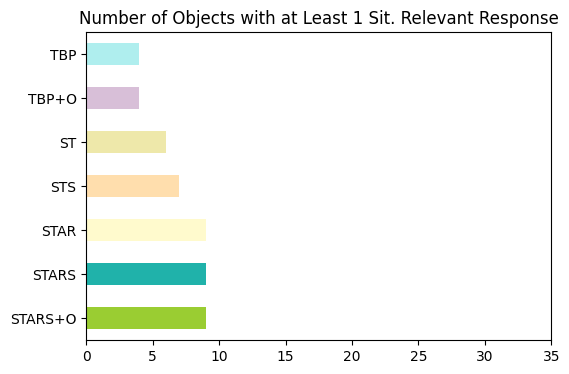 Number of Objects with at Least 1 Sit. Relevant Response
TBP
TBP+O
ST
STS
STAR
STARS
STARS+O
0 5 10 15 20 25 30 35